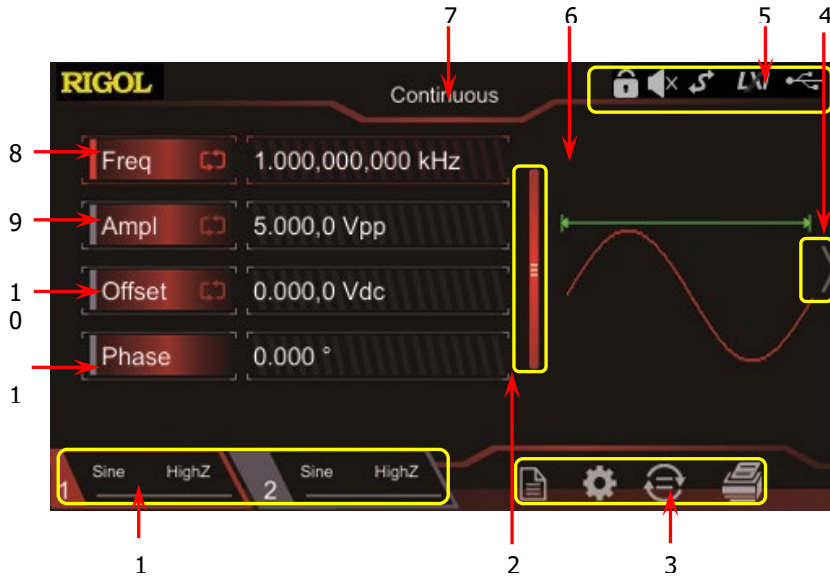 7 6 5 4
RIGOL
Continuous
LXI
8 Freq 1.000,000,000 kHz
9 Ampl 5.000,0 Vpp
1
0
Offset 0.000,0 Vdc
Phase 0.000 °
1
1 Sine HighZ 2 Sine HighZ
1 2 3